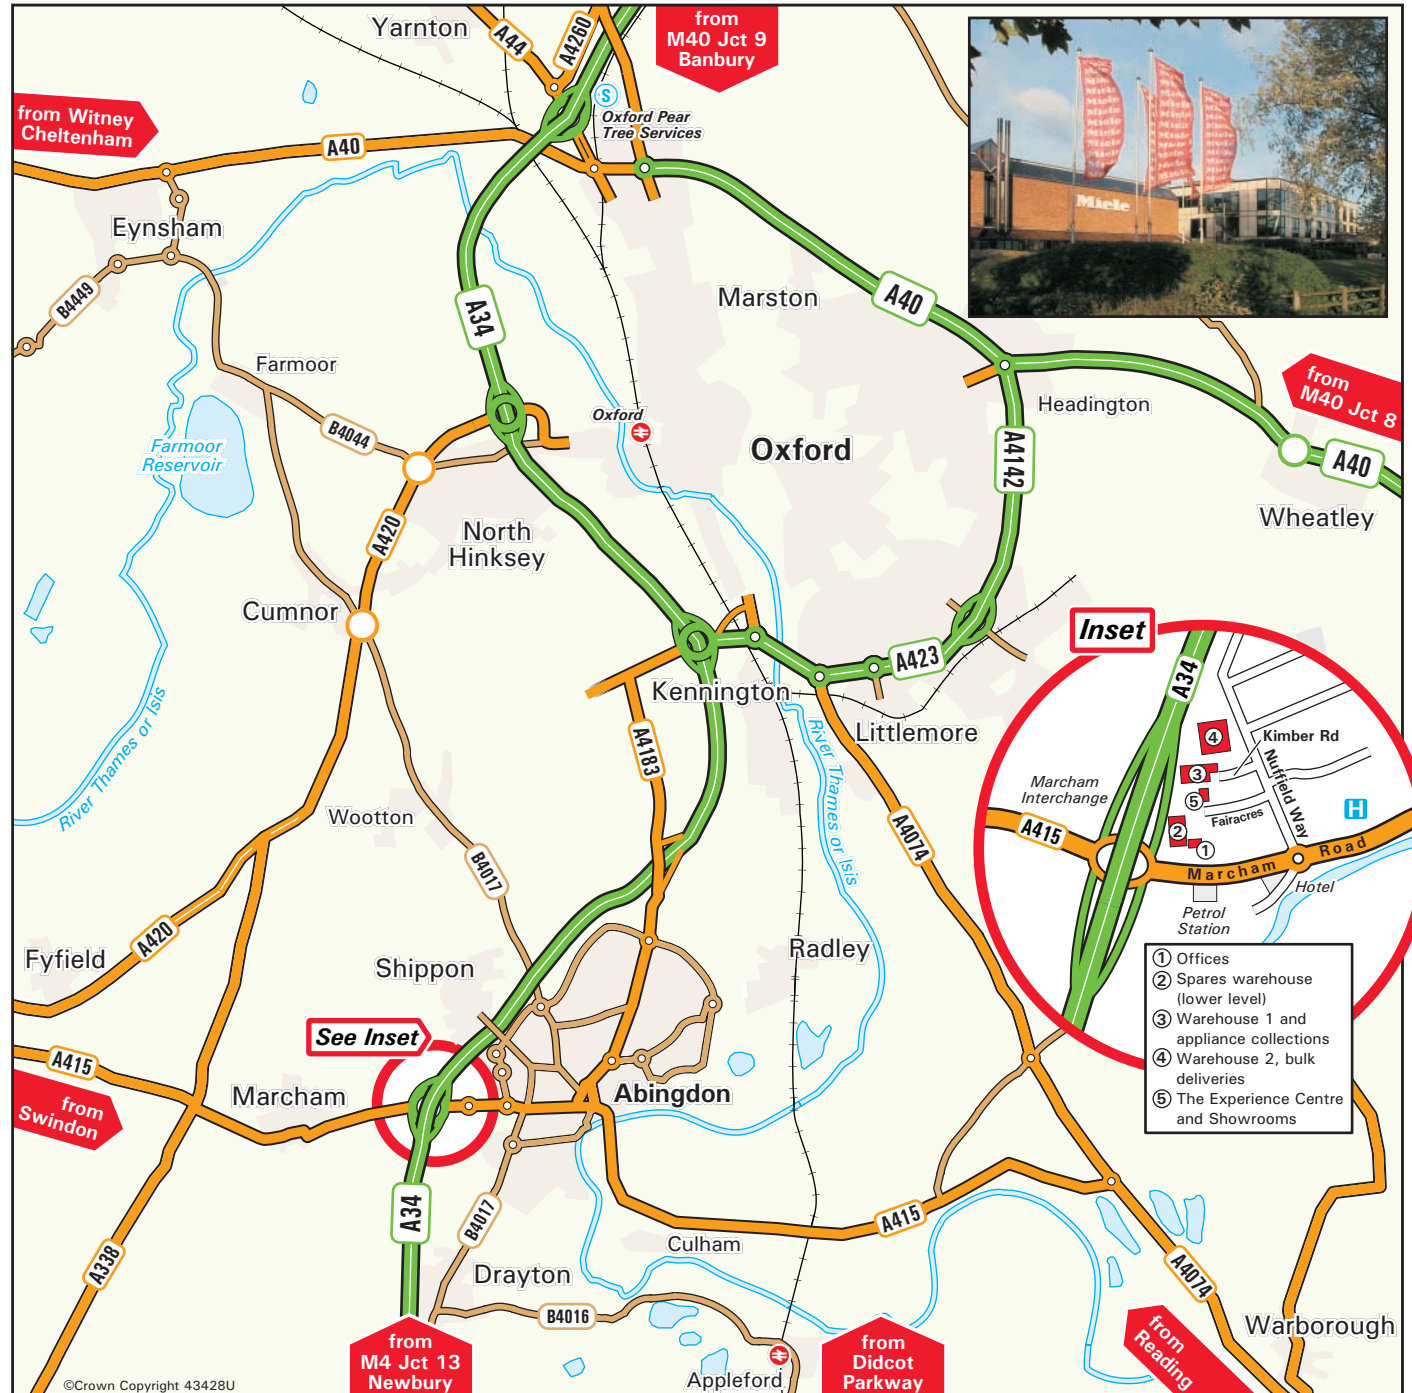 Yarnton
A44
A4260
from
M40 Jct 9
Banbury
S
Oxford Pear
Tree Services
from Witney
Cheltenham
A40
Miele
Eynsham
B4449
A34
Marston
A40
Farmoor
B4044
Farmoor
Reservoir
Oxford
Oxford
Headington
from
M40 Jct 8
A4142
A40
Wheatley
A420
North
Hinksey
Cumnor
Kennington
A423
Littlemore
River Thames or Isis
A4183
River Thames or Isis
Wootton
A4074
B4017
Fyfield
A420
Shippon
Radley
See Inset
A415
from
Swindon
Marcham
Abingdon
A34
B4017
A415
A338
Culham
Drayton
B4016
A4074
Warborough
from
M4 Jct 13
Newbury
from
Didcot
Parkway
from
Reading
Appleford
©Crown Copyright 43428U
Inset
A34
4
Kimber Rd
3
Nuffield Way
Marcham
Interchange
5
Fairacres
H
A415
2
1
Marcham Road
Hotel
Petrol
Station
1 Offices
2 Spares warehouse
(lower level)
3 Warehouse 1 and
appliance collections
4 Warehouse 2, bulk
deliveries
5 The Experience Centre
and Showrooms